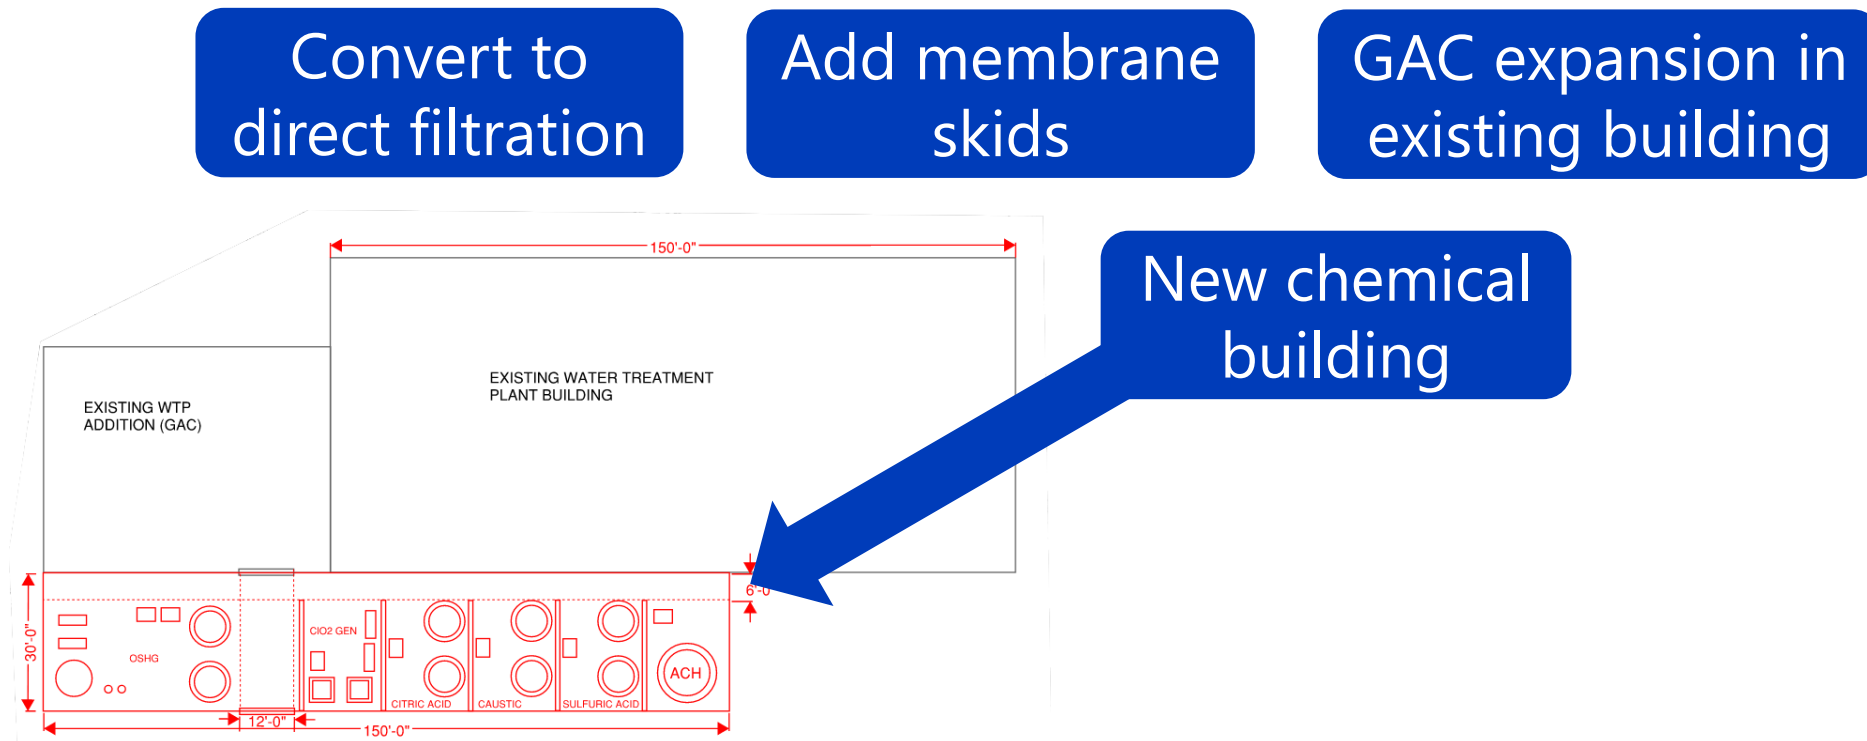 Convert to
direct filtration
Add membrane
skids
GAC expansion in
existing building
150'-0"
New chemical
building
EXISTING WATER TREATMENT
PLANT BUILDING
EXISTING WTP
ADDITION (GAC)
6'-0
30'-0"
OSHG
ClO2 GEN
CITRIC ACID
CAUSTIC
SULFURIC ACID
ACH
12'-0"
150'-0"